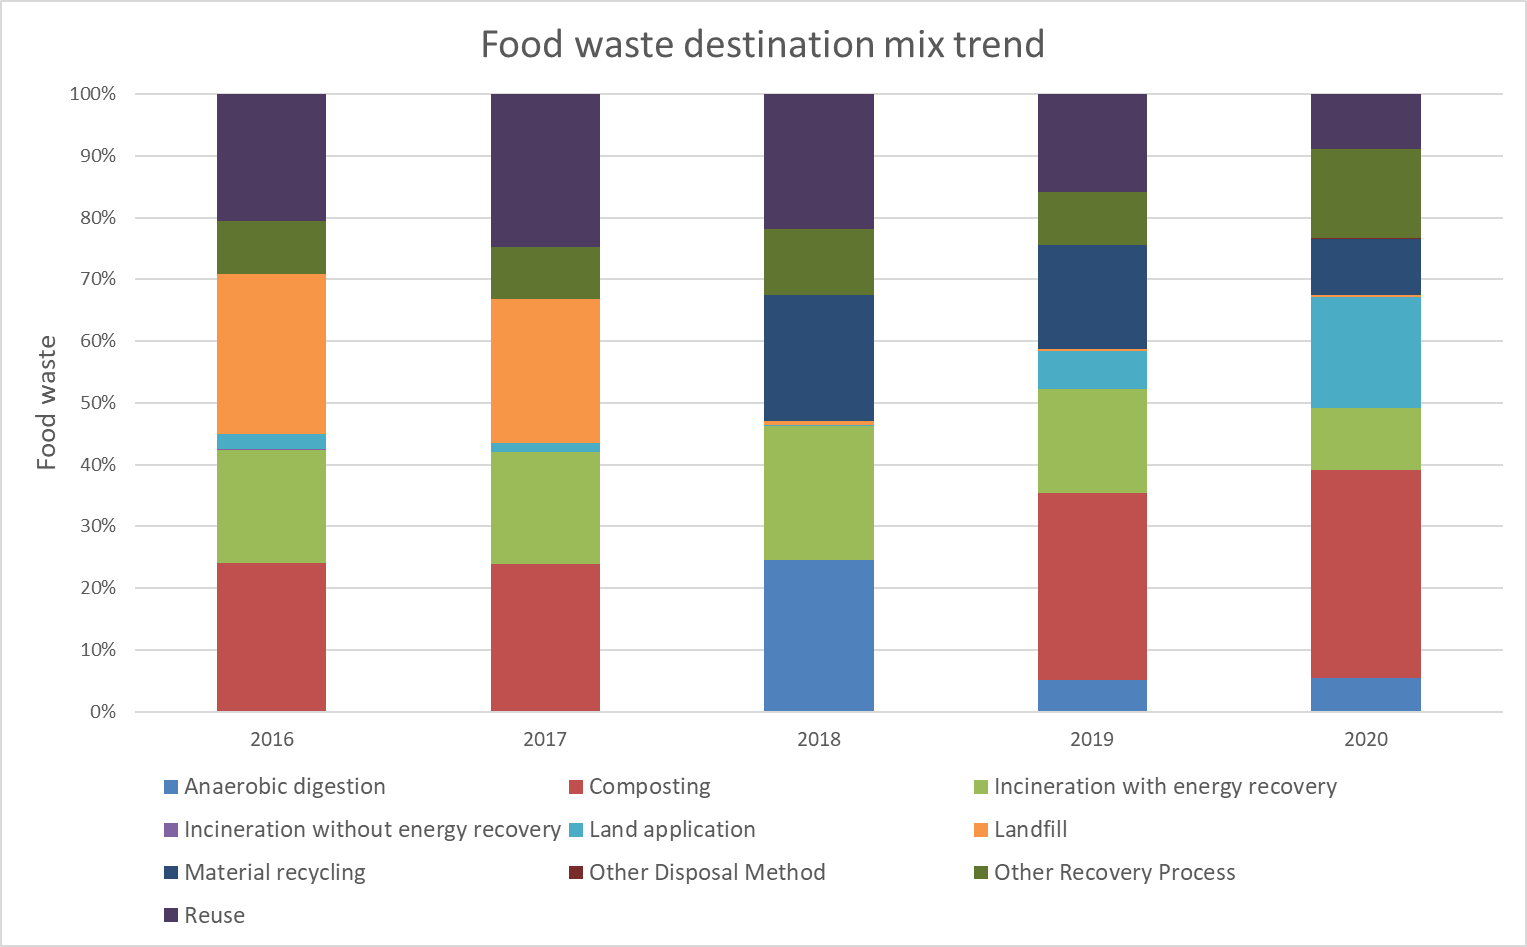 Food waste destination mix trend
100%
90%
80%
70%
60%
50%
40%
30%
20%
10%
0%
Food waste
2016 2017 2018 2019 2020
Anaerobic digestion Composting Incineration with energy recovery
Incineration without energy recovery Land application Landfill
Material recycling Other Disposal Method Other Recovery Process
Reuse